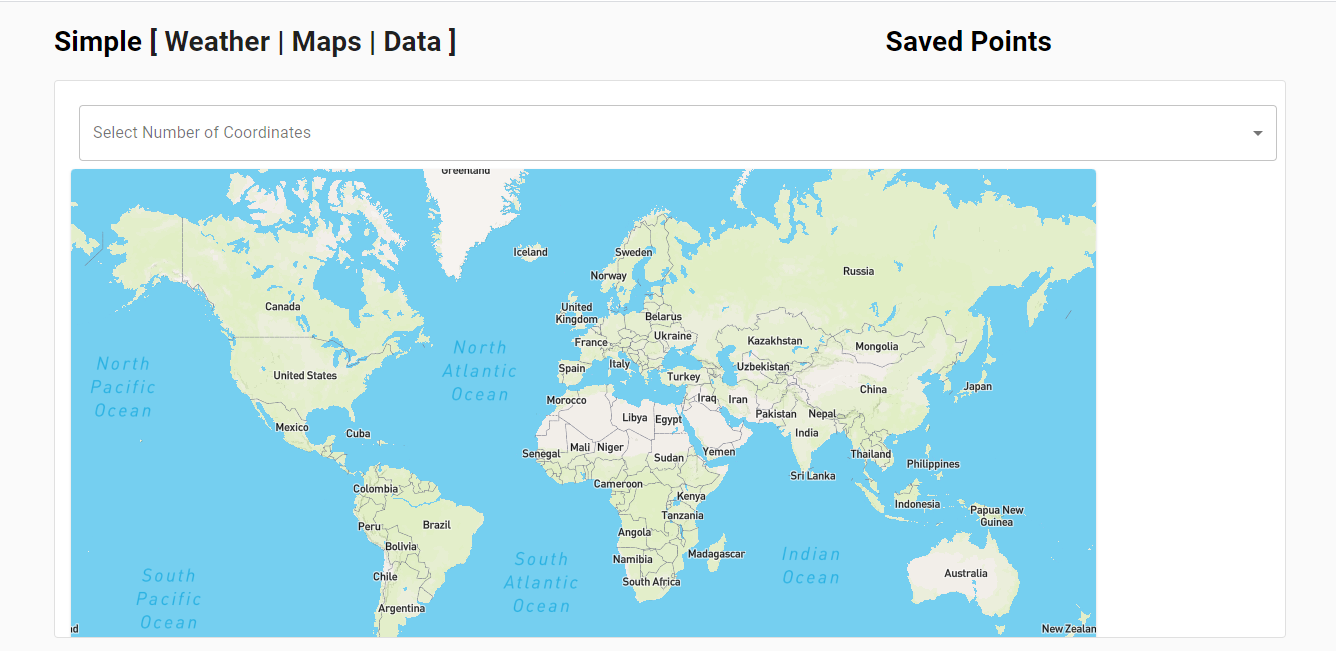 Simple [ Weather | Maps | Data ]
Saved Points
Select Number of Coordinates
Greenland
Iceland
Sweden
Norway
Russia
Canada
United
Kingdom
Belarus
Ukraine
France
Kazakhstan
Mongolia
North
Pacific
Ocean
North
Atlantic
Ocean
Spain
Italy
Uzbekistan
United States
Turkey
China
Japan
Morocco
Iraq
Iran
Pakistan
Nepal
Libya
Egypt
Mexico
Cuba
India
Mali
Niger
Senegal
Sudan
Yemen
Thailand
Philippines
Sri Lanka
Colombia
Cameroon
Kenya
Indonesia
Papua New
Guinea
Peru
Brazil
Tanzania
Angola
Bolivia
South
Atlantic
Ocean
Namibia
Madagascar
Indian
Ocean
South
Pacific
Ocean
Chile
South Africa
Australia
Argentina
nd
New Zealan